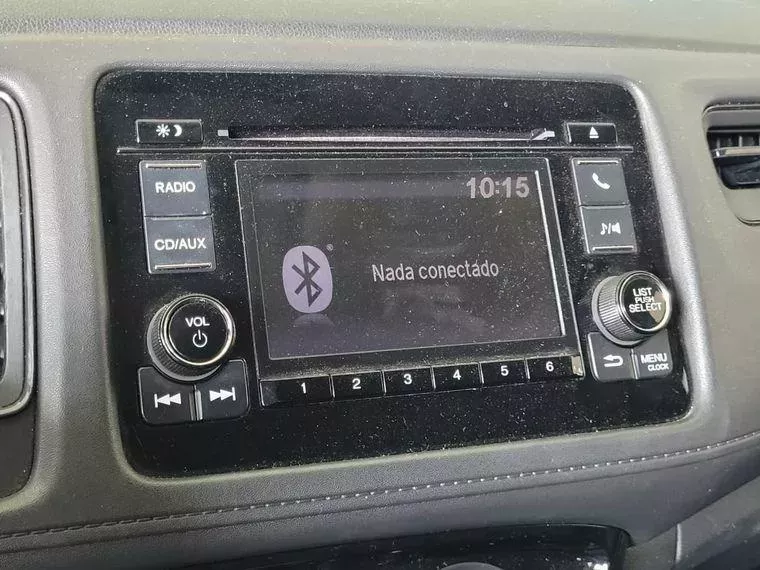 RADIO
CD/AUX
10:15
®
Nada conectado
VOL
LIST
PUSH
SELECT
1 2 3 4 5 6
MENU
CLOCK